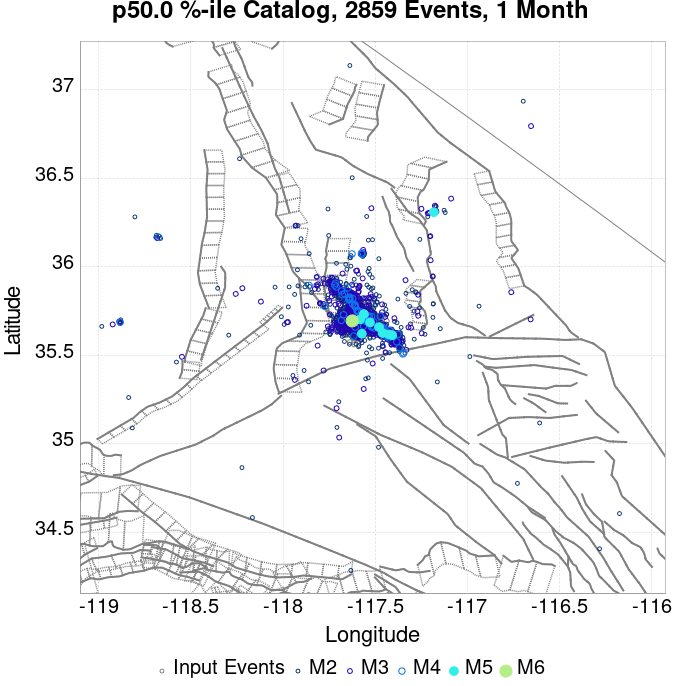 p50.0 %-ile Catalog, 2859 Events, 1 Month
37
36.5
36
35.5
35
34.5
Latitude
-119 -118.5 -118 -117.5 -117 -116.5 -116
Longitude
Input Events M2 M3 M4 M5 M6